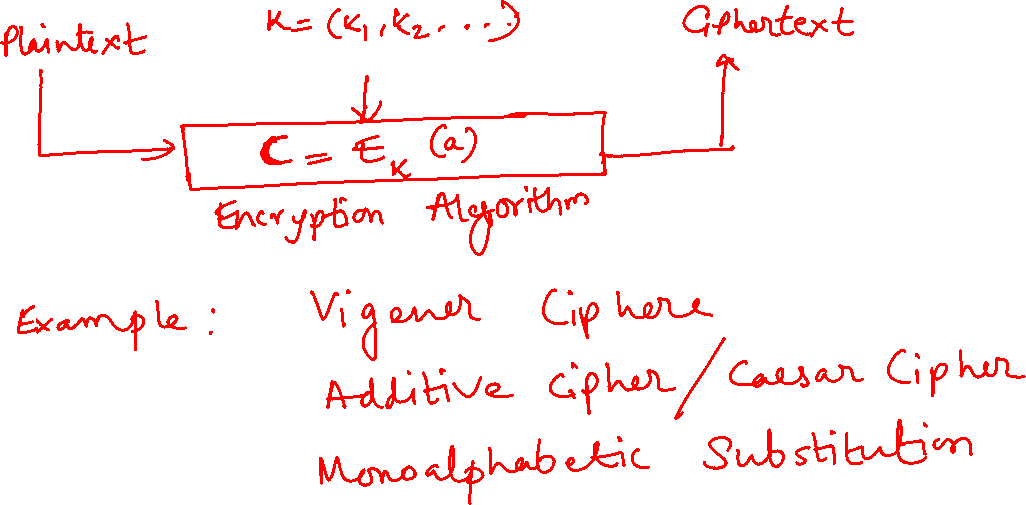 Plaintext K = (K1, K2, ...) Ciphertext
C = EK (a)
Encryption Algorithm
Example : Vigener Ciphere
Additive Cipher / Caesar Cipher
Monoalphabetic Substitution